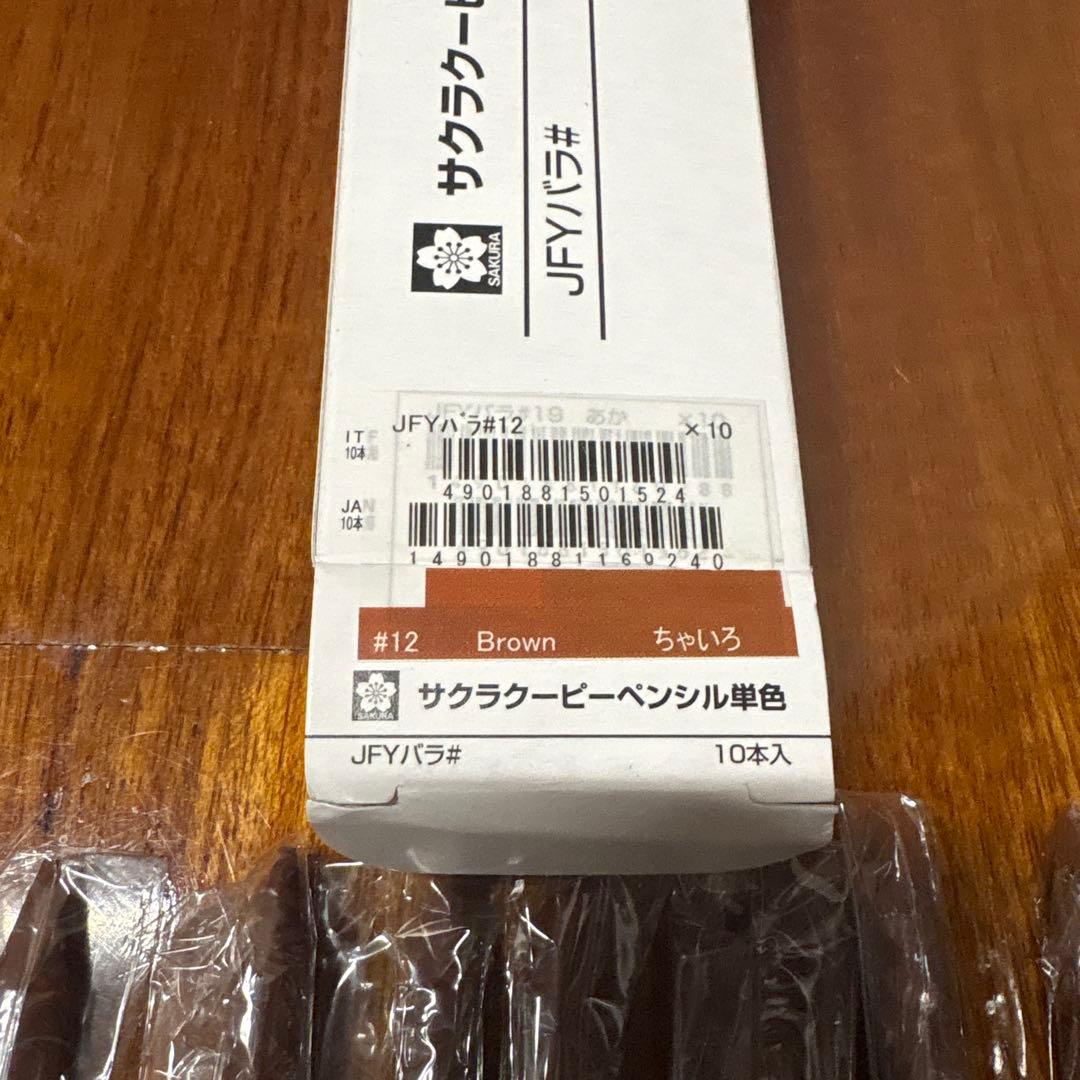 サクラクーピ
SAKURA
JFYバラ#
JFYバラ#19 あか ×10
JFYバラ#12 ×10
ITF
10本
4901881501524
JAN
10本
14901881169240
#12 Brown ちゃいろ
SAKURA
サクラクーピーペンシル単色
JFYバラ# 10本入